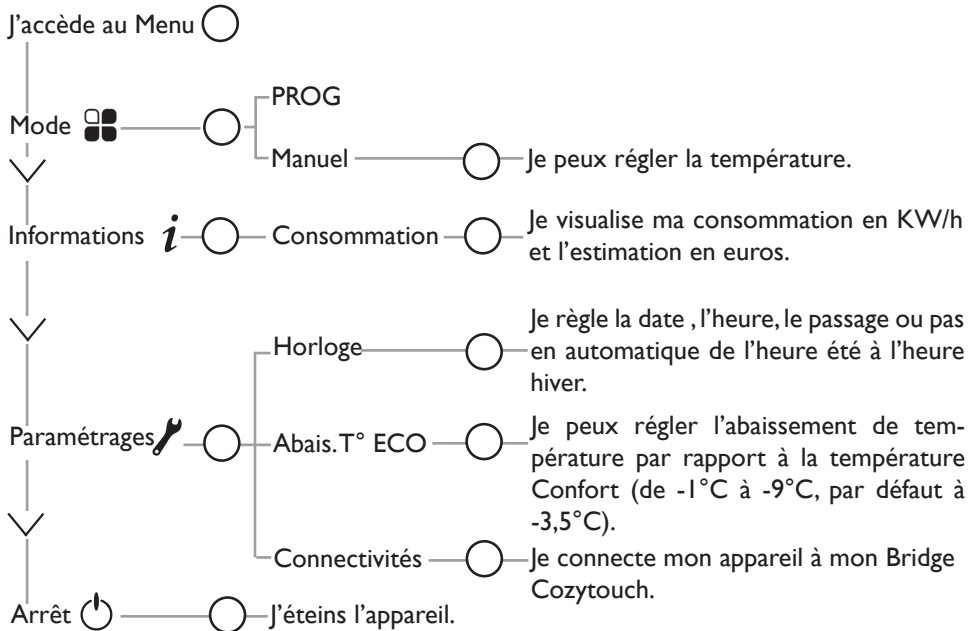 J'accède au Menu
Mode
PROG
Manuel
Je peux régler la température.
Informations
Consommation
Je visualise ma consommation en KW/h
et l'estimation en euros.
Paramétrages
Horloge
Je règle la date , l'heure, le passage ou pas
en automatique de l'heure été à l'heure
hiver.
Abais.T° ECO
Je peux régler l'abaissement de tem-
pérature par rapport à la température
Confort (de -1°C à -9°C, par défaut à
-3,5°C).
Connectivités
Je connecte mon appareil à mon Bridge
Cozytouch.
Arrêt
J'éteins l'appareil.